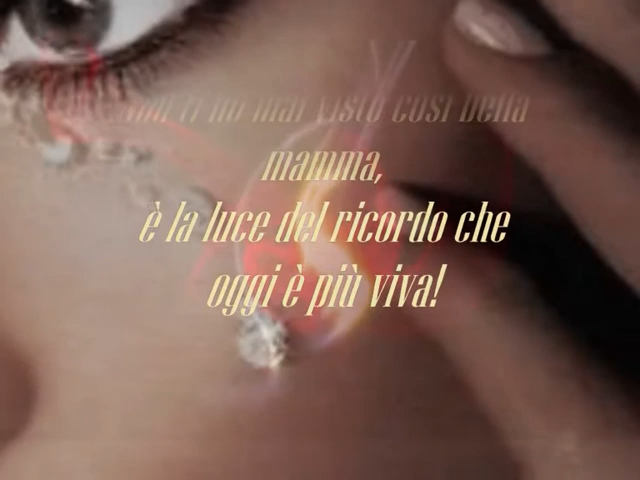 ti ho mai visto così bella
mamma,
è la luce del ricordo che
oggi è più viva!